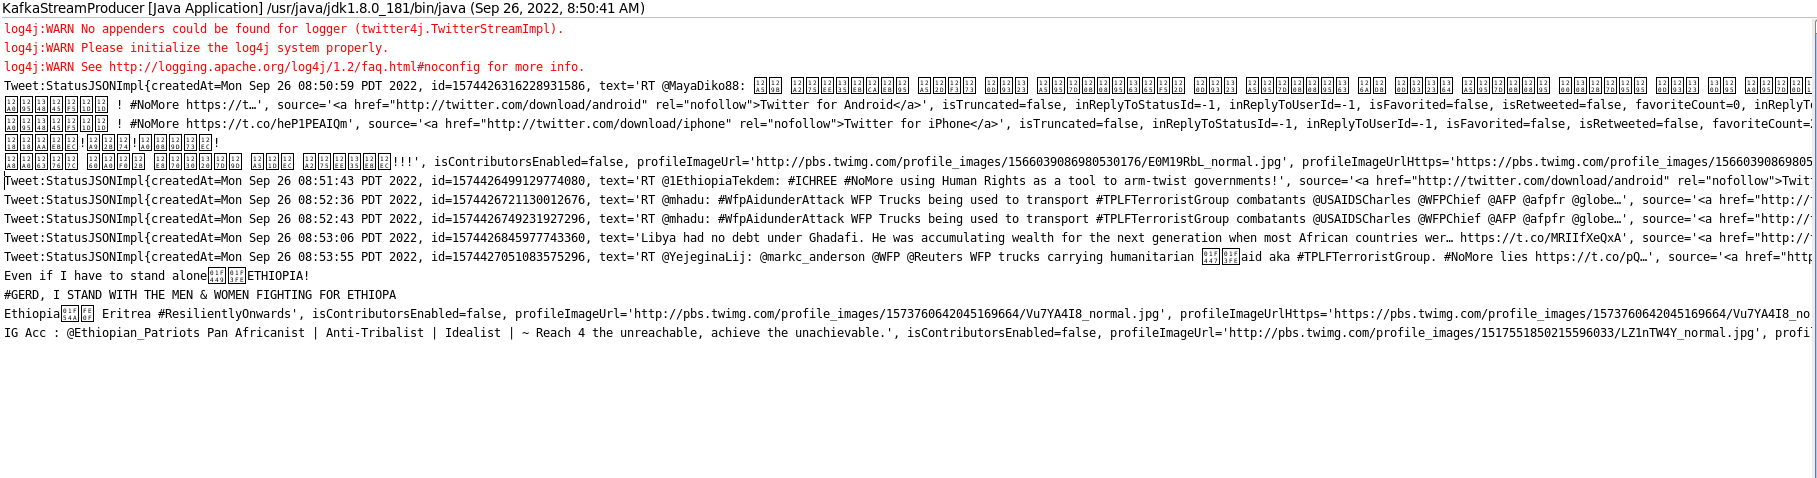 KafkaStreamProducer [Java Application] /usr/java/jdk1.8.0_181/bin/java (Sep 26, 2022, 8:50:41 AM)
log4j:WARN No appenders could be found for logger (twitter4j.TwitterStreamImpl).
log4j:WARN Please initialize the log4j system properly.
log4j:WARN See http://logging.apache.org/log4j/1.2/faq.html#noconfig for more info.
Tweet:StatusJSONImpl{createdAt=Mon Sep 26 08:50:59 PDT 2022, id=1574426316228931586, text='RT @MayaDiko88:
! #NoMore https://t…', source='<a href="http://twitter.com/download/android" rel="nofollow">Twitter for Android</a>', isTruncated=false, inReplyToStatusId=-1, inReplyToUserId=-1, isFavorited=false, isRetweeted=false, favoriteCount=0, inReplyTo
! #NoMore https://t.co/heP1PEAIQm', source='<a href="http://twitter.com/download/iphone" rel="nofollow">Twitter for iPhone</a>', isTruncated=false, inReplyToStatusId=-1, inReplyToUserId=-1, isFavorited=false, isRetweeted=false, favoriteCount=
! ! !
!!!', isContributorsEnabled=false, profileImageUrl='http://pbs.twimg.com/profile_images/1566039086980530176/E0M19RbL_normal.jpg', profileImageUrlHttps='https://pbs.twimg.com/profile_images/15660390869805
Tweet:StatusJSONImpl{createdAt=Mon Sep 26 08:51:43 PDT 2022, id=1574426499129774080, text='RT @1EthiopiaTekdem: #ICHREE #NoMore using Human Rights as a tool to arm-twist governments!', source='<a href="http://twitter.com/download/android" rel="nofollow">Twitt
Tweet:StatusJSONImpl{createdAt=Mon Sep 26 08:52:36 PDT 2022, id=1574426721130012676, text='RT @mhadu: #WfpAidunderAttack WFP Trucks being used to transport #TPLFTerroristGroup combatants @USAIDSCharles @WFPChief @AFP @afpfr @globe…', source='<a href="http://t
Tweet:StatusJSONImpl{createdAt=Mon Sep 26 08:52:43 PDT 2022, id=1574426749231927296, text='RT @mhadu: #WfpAidunderAttack WFP Trucks being used to transport #TPLFTerroristGroup combatants @USAIDSCharles @WFPChief @AFP @afpfr @globe…', source='<a href="http://t
Tweet:StatusJSONImpl{createdAt=Mon Sep 26 08:53:06 PDT 2022, id=1574426845977743360, text='Libya had no debt under Ghadafi. He was accumulating wealth for the next generation when most African countries wer… https://t.co/MRIIfXeQxA', source='<a href="http://t
Tweet:StatusJSONImpl{createdAt=Mon Sep 26 08:53:55 PDT 2022, id=1574427051083575296, text='RT @YejeginaLij: @markc_anderson @WFP @Reuters WFP trucks carrying humanitarian aid aka #TPLFTerroristGroup. #NoMore lies https://t.co/pQ…', source='<a href="http
Even if I have to stand alone ETHIOPIA!
#GERD, I STAND WITH THE MEN & WOMEN FIGHTING FOR ETHIOPA
Ethiopia Eritrea #ResilientlyOnwards', isContributorsEnabled=false, profileImageUrl='http://pbs.twimg.com/profile_images/1573760642045169664/Vu7YA4I8_normal.jpg', profileImageUrlHttps='https://pbs.twimg.com/profile_images/1573760642045169664/Vu7YA4I8_no
IG Acc : @Ethiopian_Patriots Pan Africanist | Anti-Tribalist | Idealist | ~ Reach 4 the unreachable, achieve the unachievable.', isContributorsEnabled=false, profileImageUrl='http://pbs.twimg.com/profile_images/1517551850215596033/LZ1nTW4Y_normal.jpg', profi